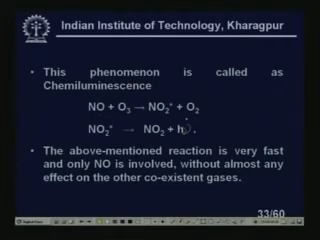 Indian Institute of Technology, Kharagpur
• This phenomenon is called as
Chemiluminescence
NO + O3 → NO2* + O2
NO2* → NO2 + h .
• The above-mentioned reaction is very fast
and only NO is involved, without almost any
effect on the other co-existent gases.
33/60